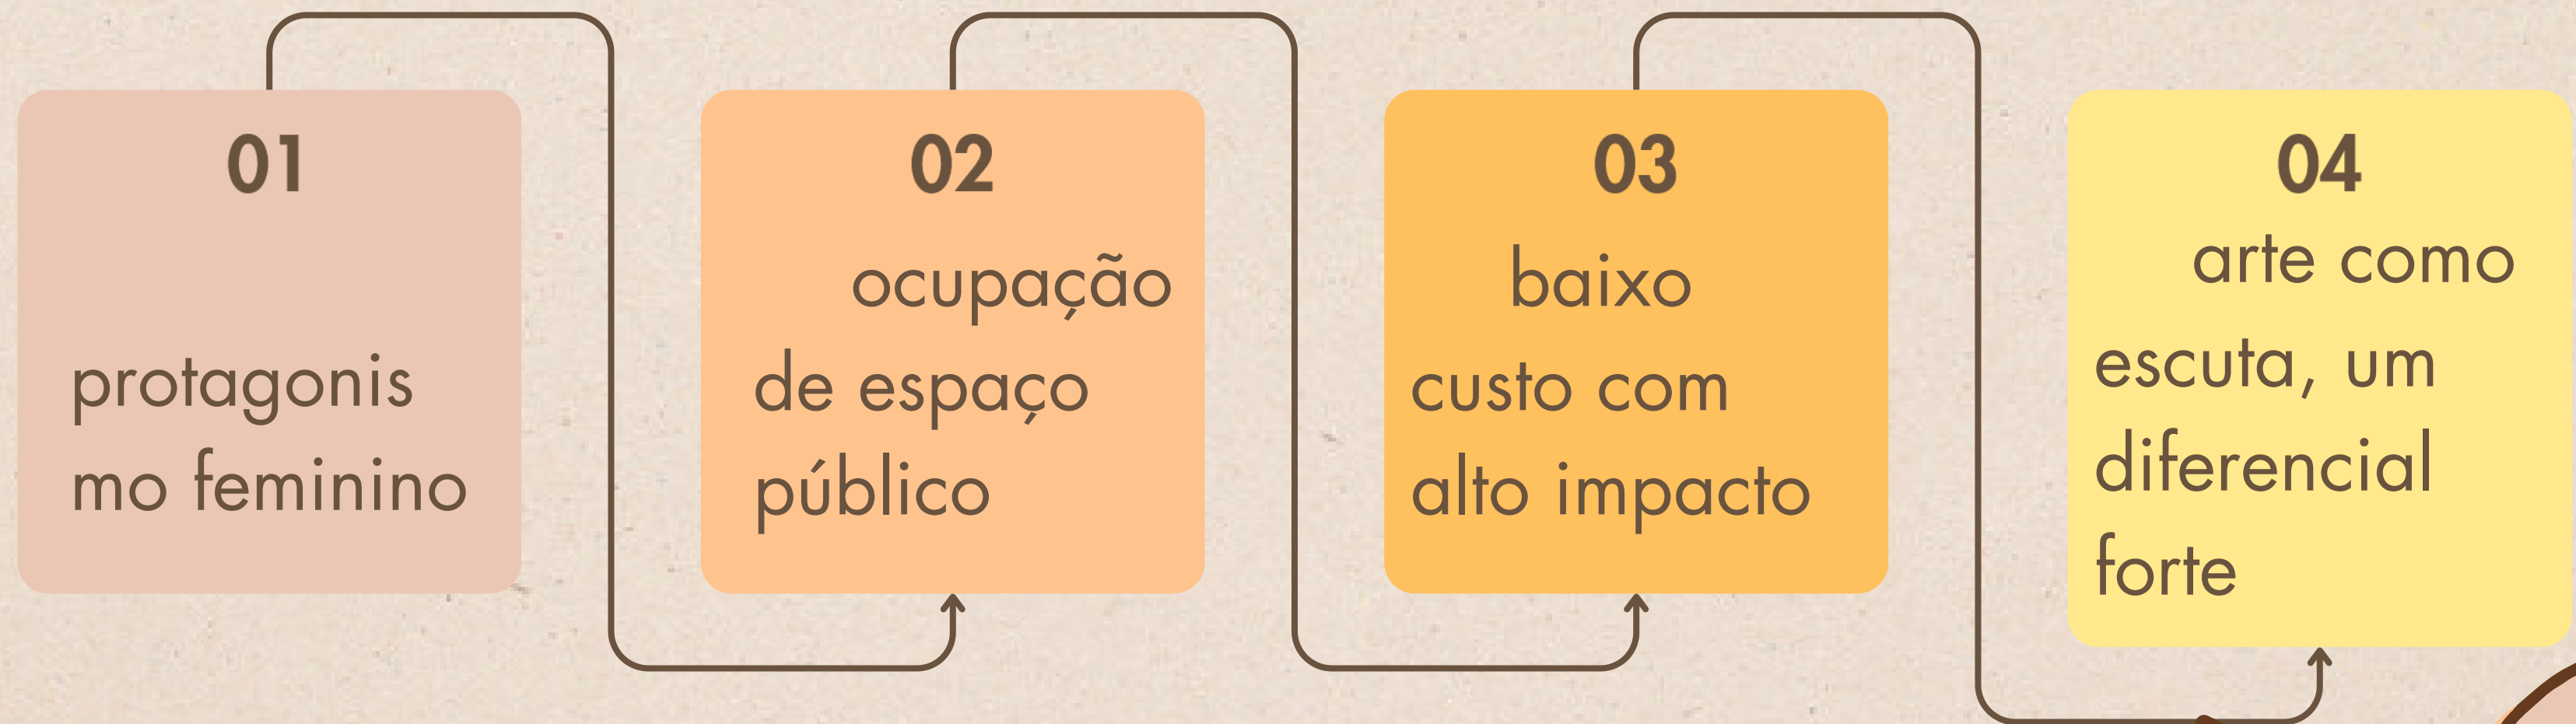 01
protagonis
mo feminino
02
ocupação
de espaço
público
03
baixo
custo com
alto impacto
04
arte como
escuta, um
diferencial
forte